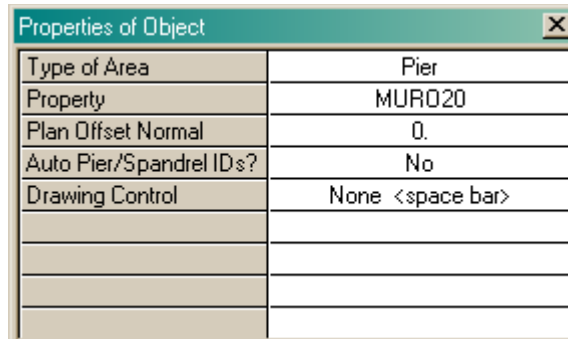 Properties of Object
Type of Area Pier
Property MURO20
Plan Offset Normal 0.
Auto Pier/Spandrel IDs? No
Drawing Control None <space bar>